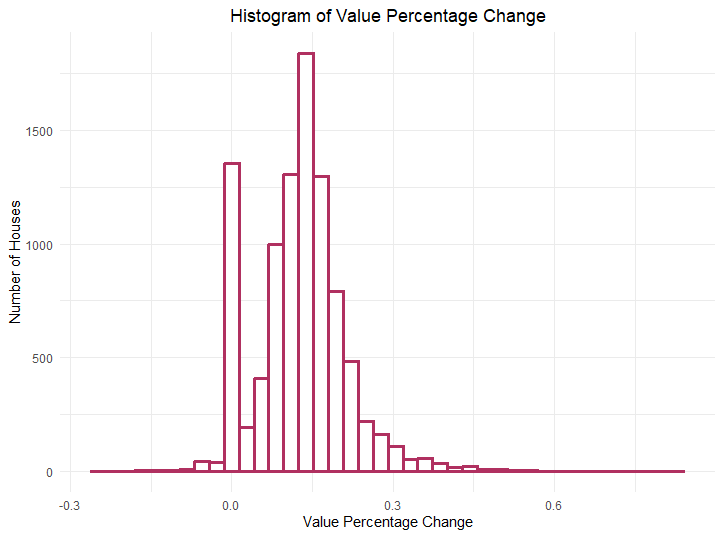 Histogram of Value Percentage Change
Number of Houses
1500
1000
500
0
-0.3
0.0
0.3
0.6
Value Percentage Change